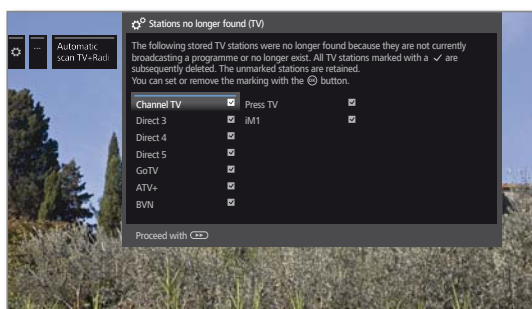 Stations no longer found (TV)
...
Automatic
scan TV+Radi
The following stored TV stations were no longer found because they are not currently
broadcasting a programme or no longer exist. All TV stations marked with a ✓ are
subsequently deleted. The unmarked stations are retained.
You can set or remove the marking with the OK button.
Channel TV
Press TV
Direct 3
iM1
Direct 4
Direct 5
GoTV
ATV+
BVN
Proceed with